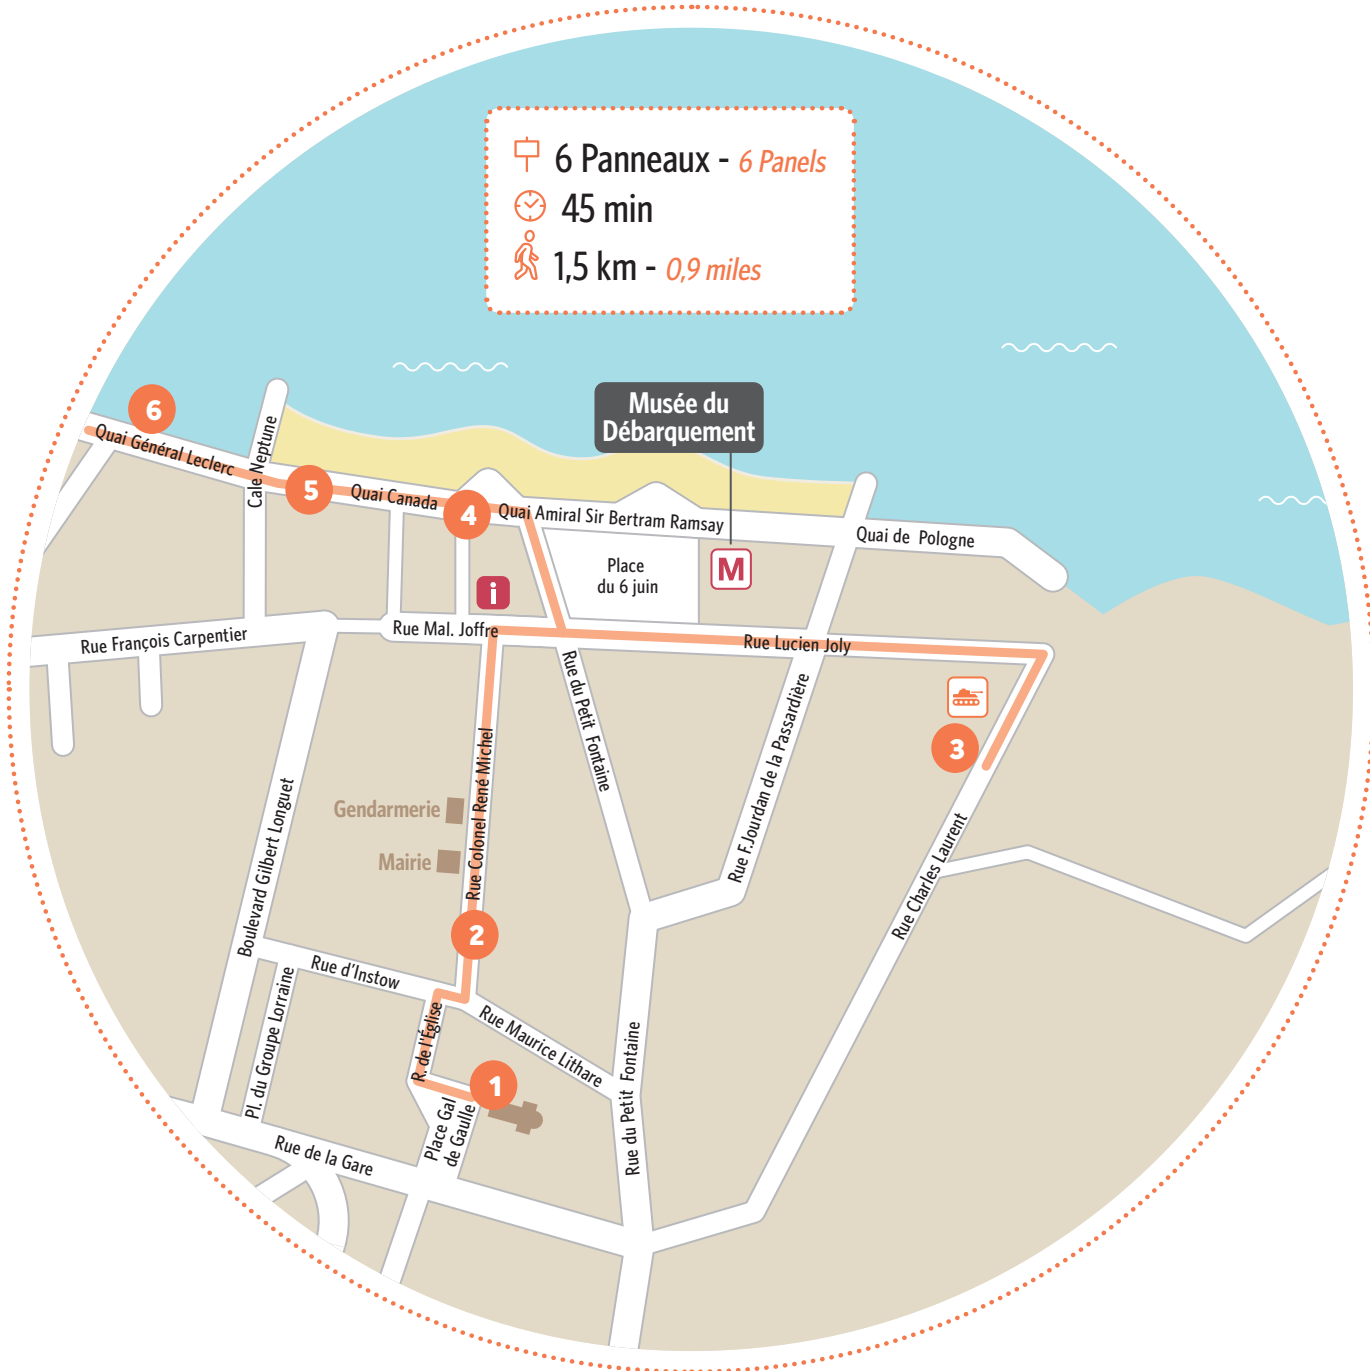 6 Panneaux - 6 Panels
45 min
1,5 km - 0,9 miles
Musée du
Débarquement
6
Quai Général Leclerc
Cale Neptune
5
Quai Canada
4
Quai Amiral Sir Bertram Ramsay
Quai de Pologne
Place
du 6 juin
M
i
Rue François Carpentier
Rue Mal. Joffre
Rue Lucien Joly
Rue du Petit Fontaine
Rue F.Jourdan de la Passardière
3
Rue Colonel René Michel
Gendarmerie
Mairie
Boulevard Gilbert Longuet
Rue Charles Laurent
2
Rue d'Instow
Pl. du Groupe Lorraine
R. de l'Église
Rue Maurice Lithare
1
Place Gal
de Gaulle
Rue du Petit Fontaine
Rue de la Gare